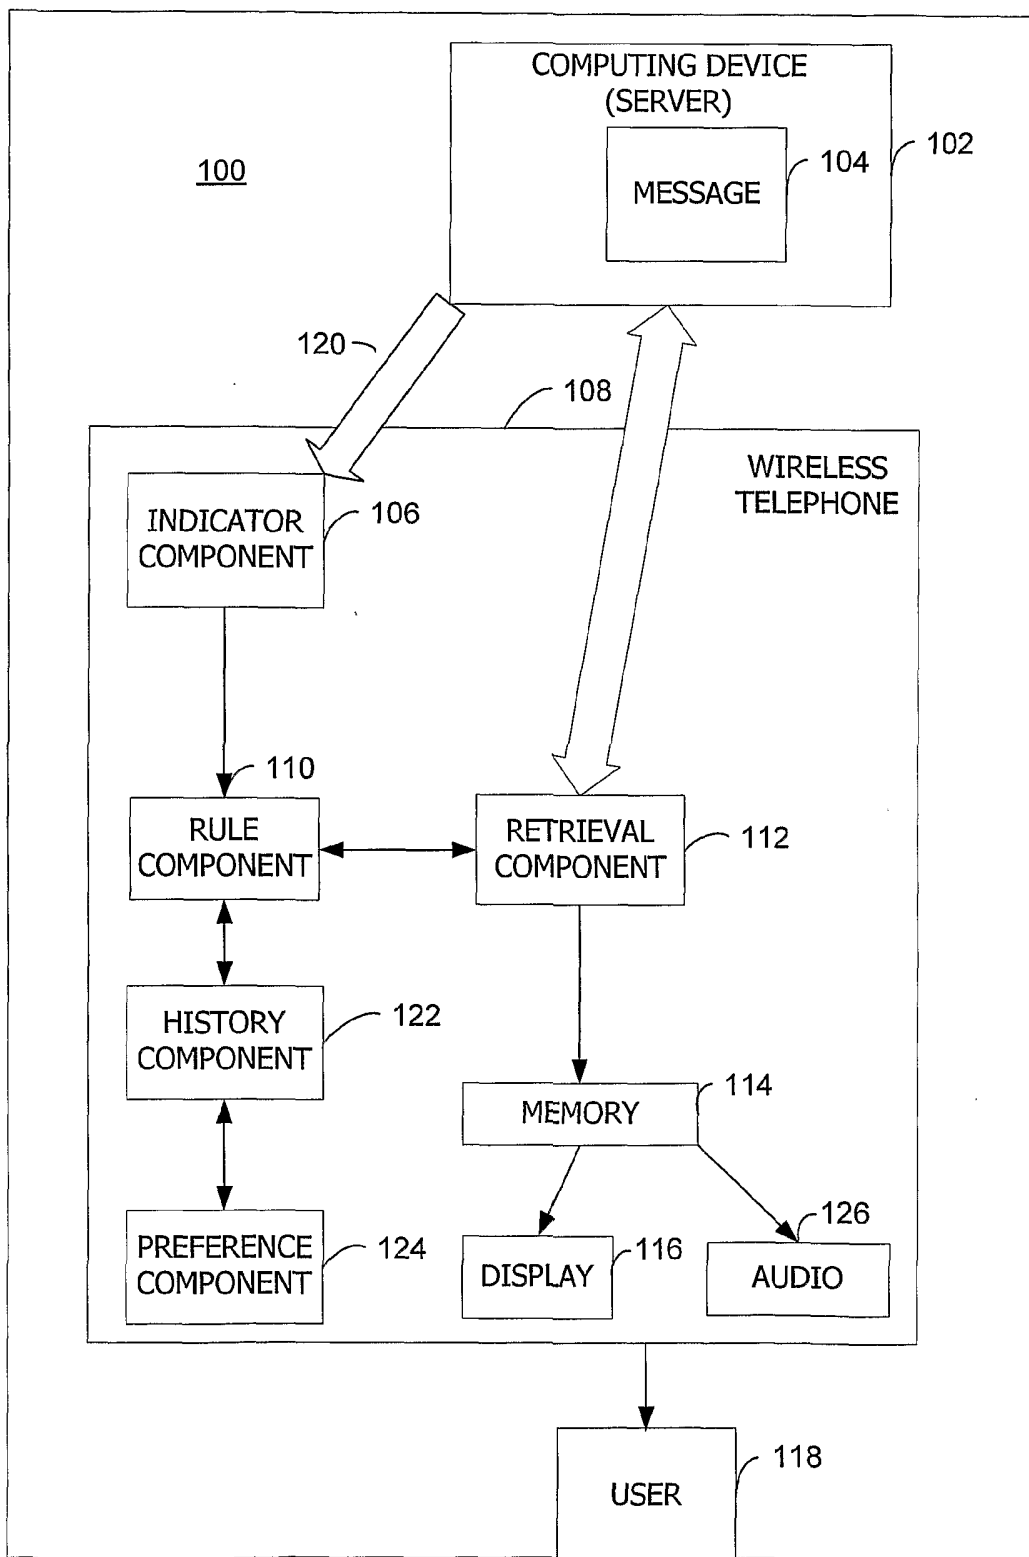 COMPUTING DEVICE
(SERVER)
102
104
100
MESSAGE
120
108
WIRELESS
TELEPHONE
INDICATOR
COMPONENT
106
110
RULE
COMPONENT
RETRIEVAL
COMPONENT
112
HISTORY
COMPONENT
122
MEMORY
114
PREFERENCE
COMPONENT
124
DISPLAY
116
126
AUDIO
USER
118